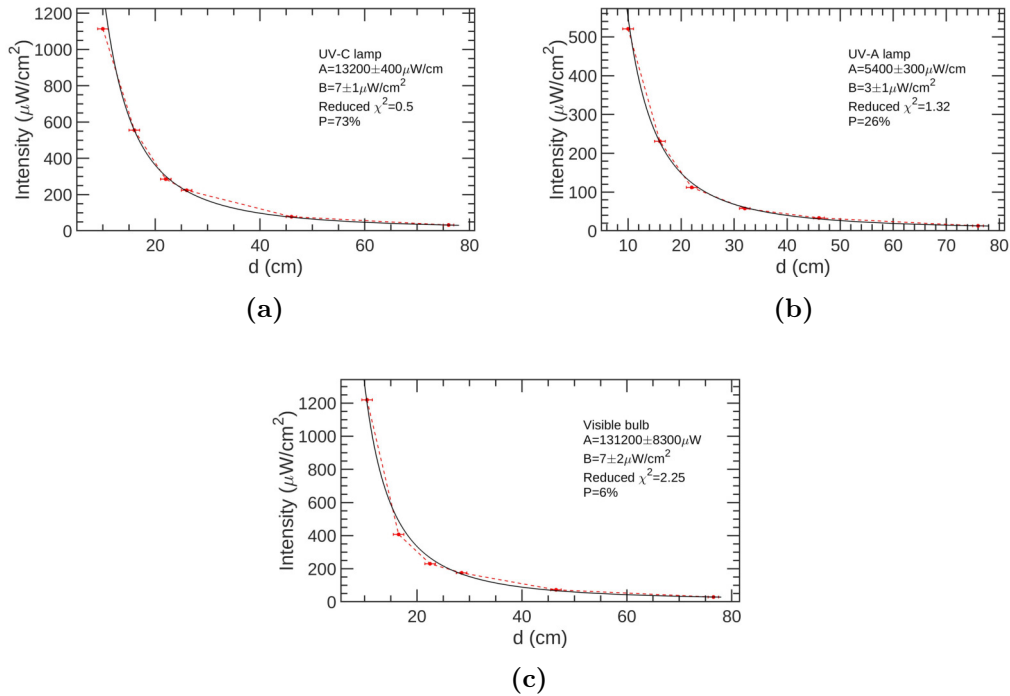 1200
1000
800
600
400
200
0
Intensity (μW/cm²)
UV-C lamp
A=13200±400μW/cm
B=7±1μW/cm²
Reduced χ²=0.5
P=73%
20 40 60 80
d (cm)
(a)
500
400
300
200
100
0
Intensity (μW/cm²)
UV-A lamp
A=5400±300μW/cm
B=3±1μW/cm²
Reduced χ²=1.32
P=26%
10 20 30 40 50 60 70 80
d (cm)
(b)
1200
1000
800
600
400
200
0
Intensity (μW/cm²)
Visible bulb
A=131200±8300μW
B=7±2μW/cm²
Reduced χ²=2.25
P=6%
20 40 60 80
d (cm)
(c)